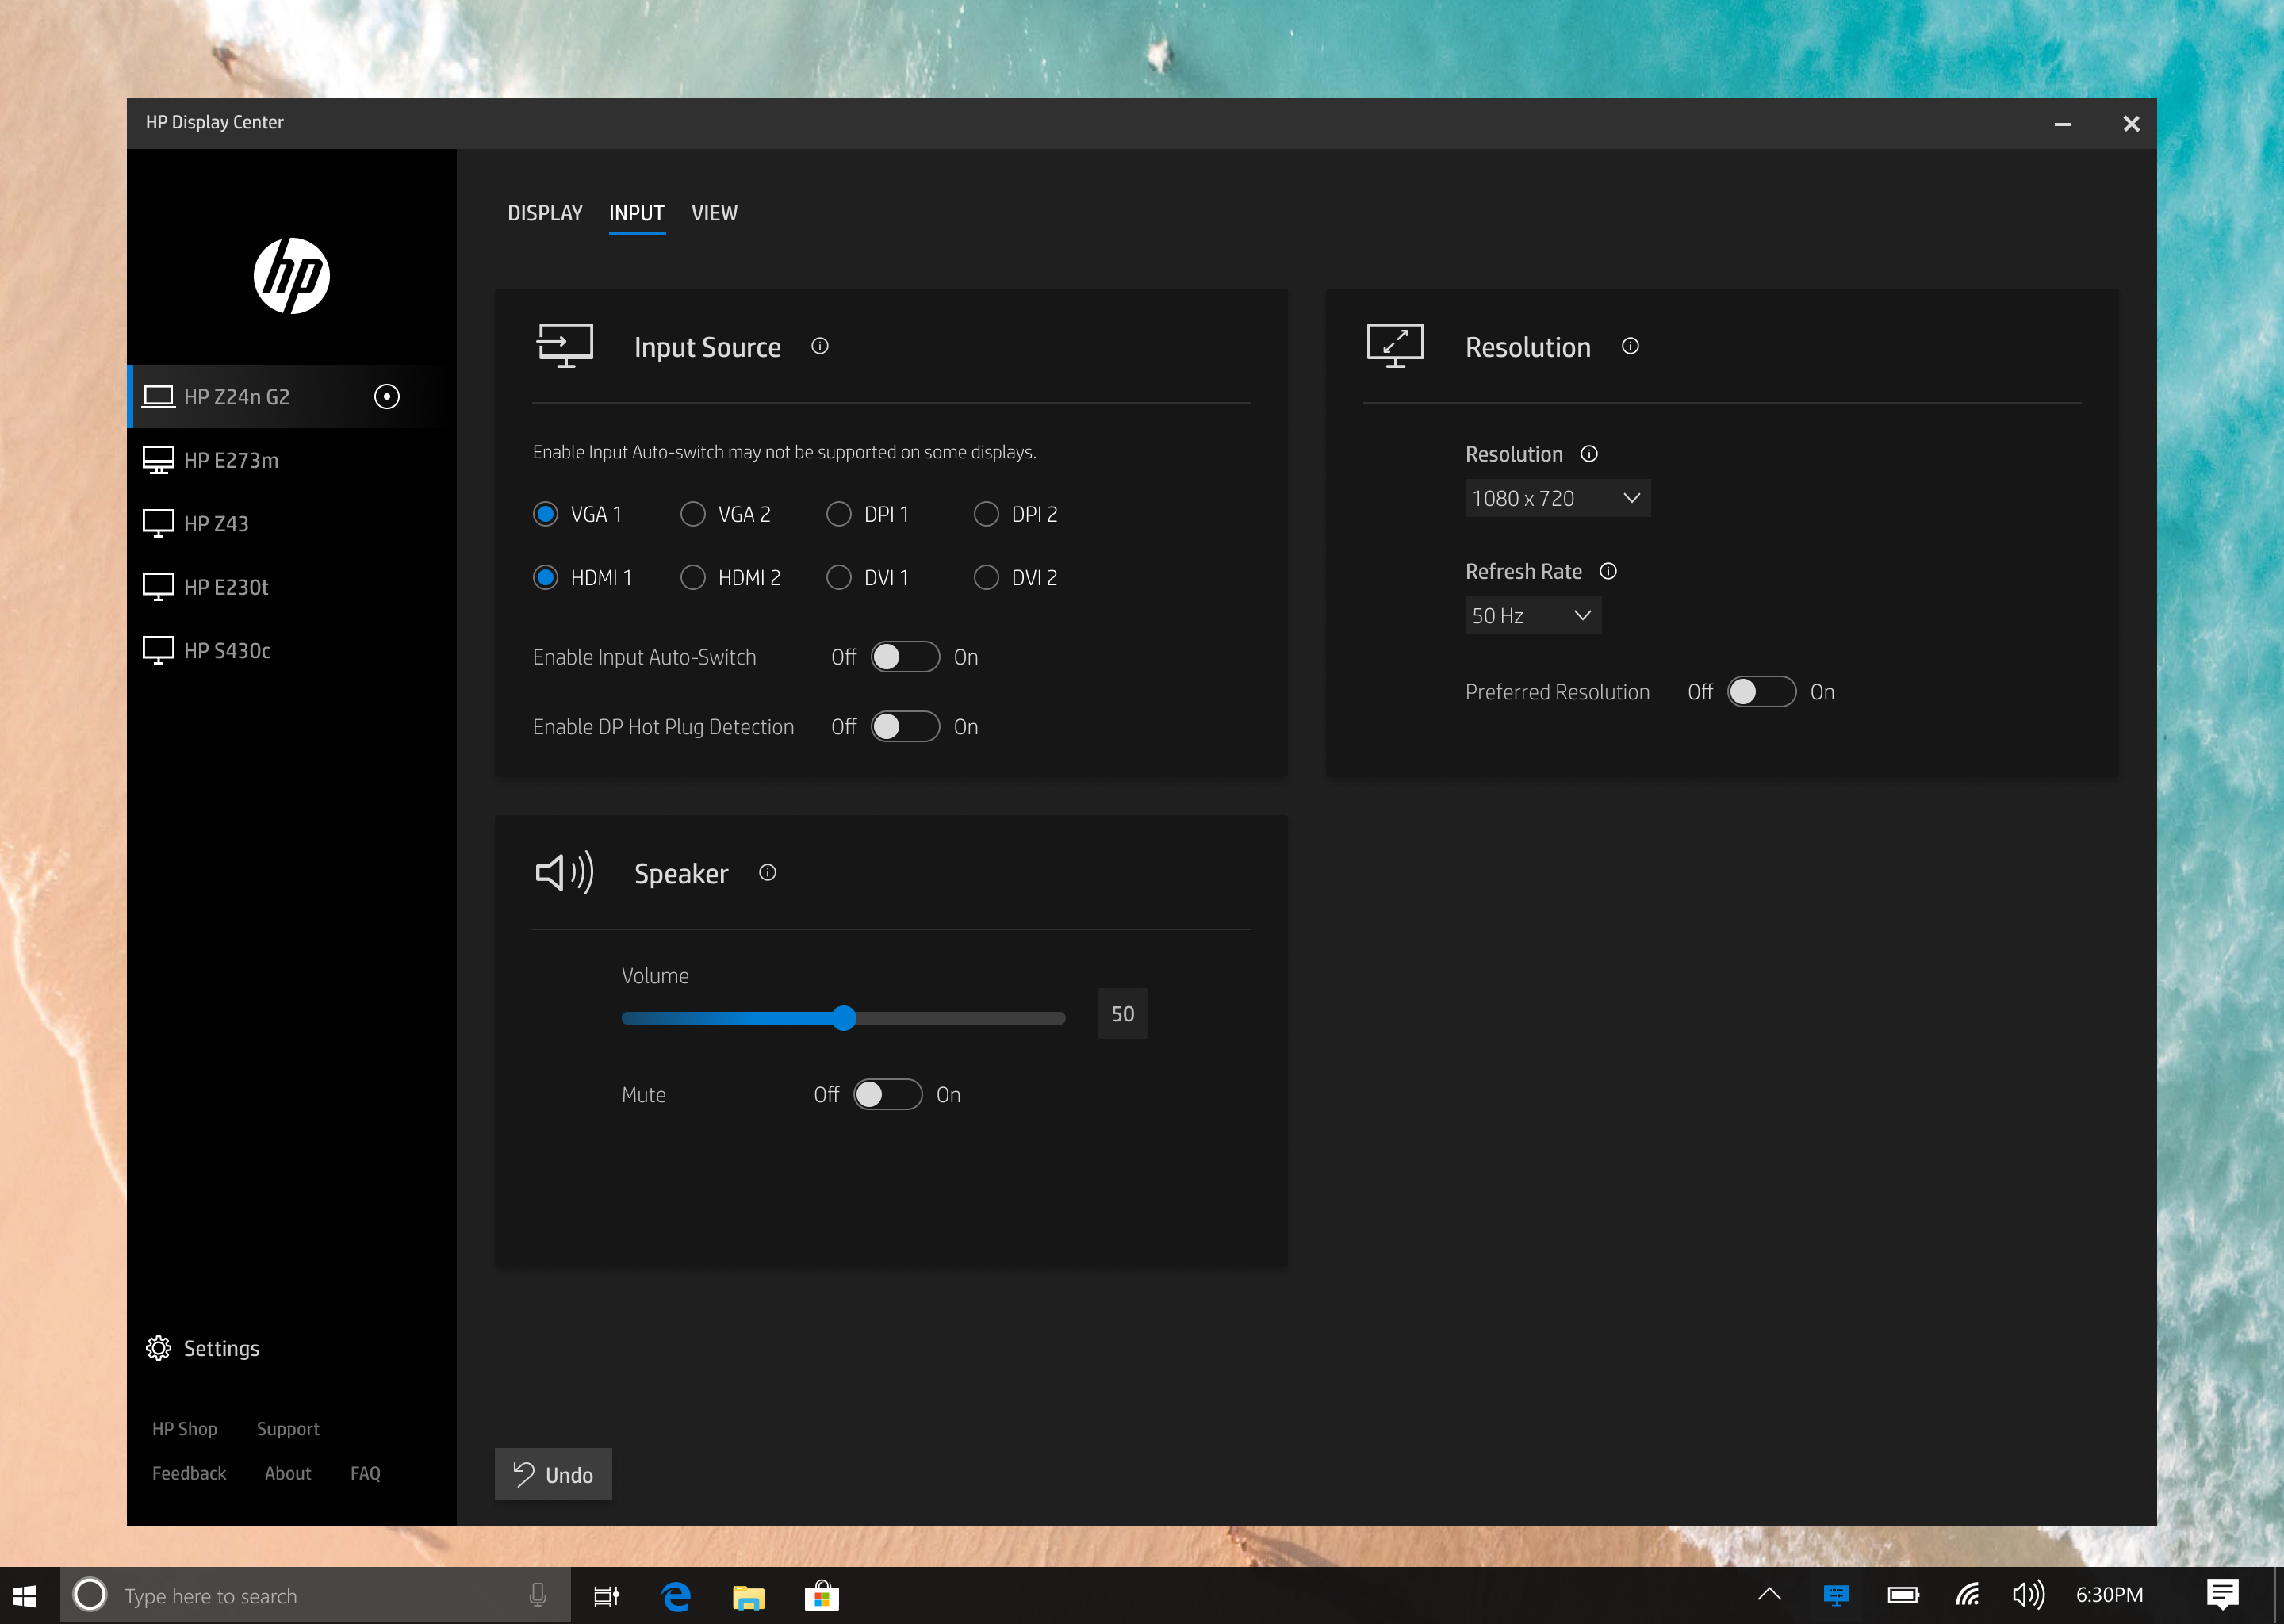 HP Display Center
hp
DISPLAY INPUT VIEW
HP Z24n G2
HP E273m
HP Z43
HP E230t
HP S430c
Input Source
Enable Input Auto-switch may not be supported on some displays.
VGA 1 VGA 2 DPI 1 DPI 2
HDMI 1 HDMI 2 DVI 1 DVI 2
Enable Input Auto-Switch Off On
Enable DP Hot Plug Detection Off On
Resolution
Resolution
1080 x 720
Refresh Rate
50 Hz
Preferred Resolution Off On
Speaker
Volume
50
Mute Off On
Settings
HP Shop Support
Feedback About FAQ
Undo
Type here to search
6:30PM